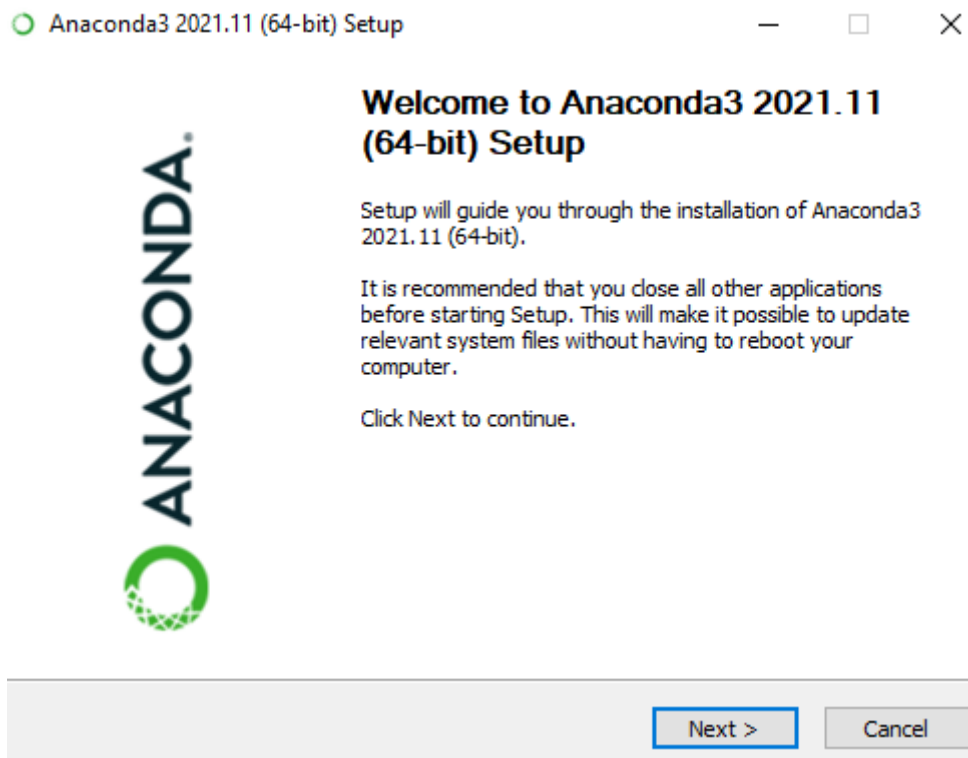 Anaconda3 2021.11 (64-bit) Setup
ANACONDA.
Welcome to Anaconda3 2021.11
(64-bit) Setup
Setup will guide you through the installation of Anaconda3
2021.11 (64-bit).
It is recommended that you close all other applications
before starting Setup. This will make it possible to update
relevant system files without having to reboot your
computer.
Click Next to continue.
Next >
Cancel